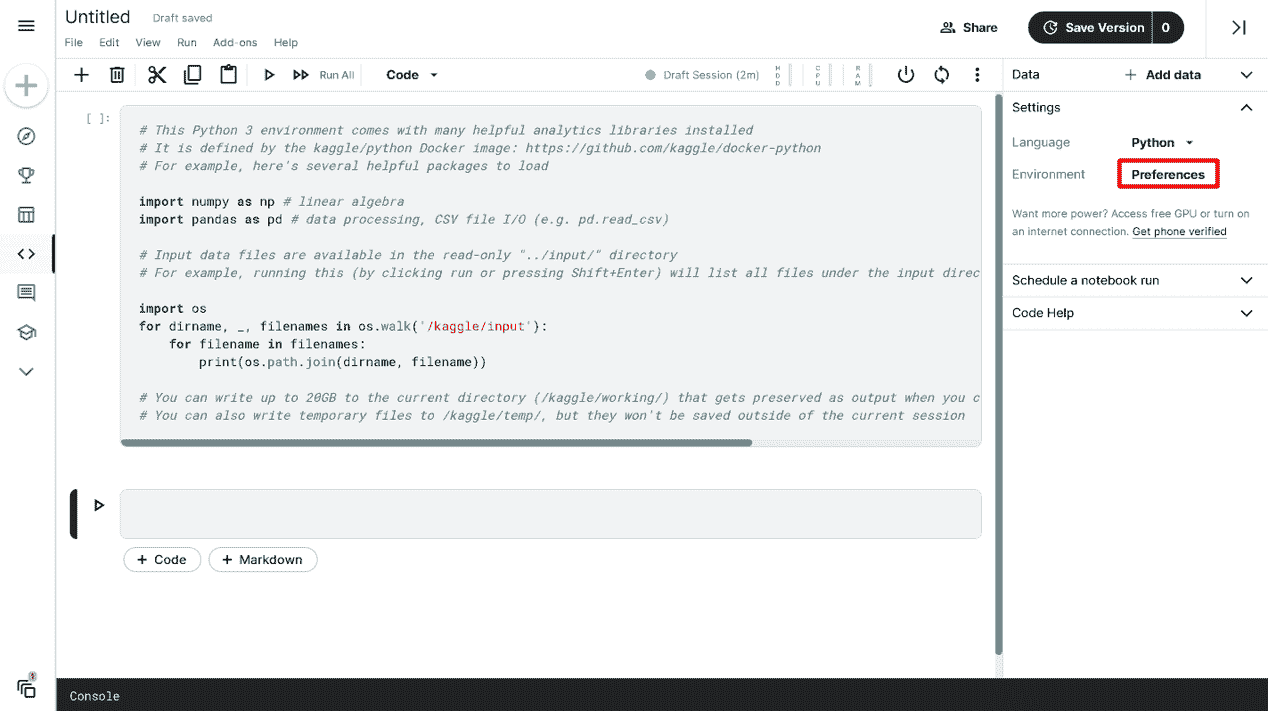 Untitled Draft saved
File Edit View Run Add-ons Help
Share
Save Version 0
Run All
Code
Draft Session (2m)
HDD
CPU
RAM
[ ]:
# This Python 3 environment comes with many helpful analytics libraries installed
# It is defined by the kaggle/python Docker image: https://github.com/kaggle/docker-python
# For example, here's several helpful packages to load
import numpy as np # linear algebra
import pandas as pd # data processing, CSV file I/O (e.g. pd.read_csv)
# Input data files are available in the read-only "../input/" directory
# For example, running this (by clicking run or pressing Shift+Enter) will list all files under the input direc
import os
for dirname, _, filenames in os.walk('/kaggle/input'):
for filename in filenames:
print(os.path.join(dirname, filename))
# You can write up to 20GB to the current directory (/kaggle/working/) that gets preserved as output when you c
# You can also write temporary files to /kaggle/temp/, but they won't be saved outside of the current session
+ Code + Markdown
Data + Add data
Settings
Language Python
Environment Preferences
Want more power? Access free GPU or turn on
an internet connection. Get phone verified
Schedule a notebook run
Code Help
Console